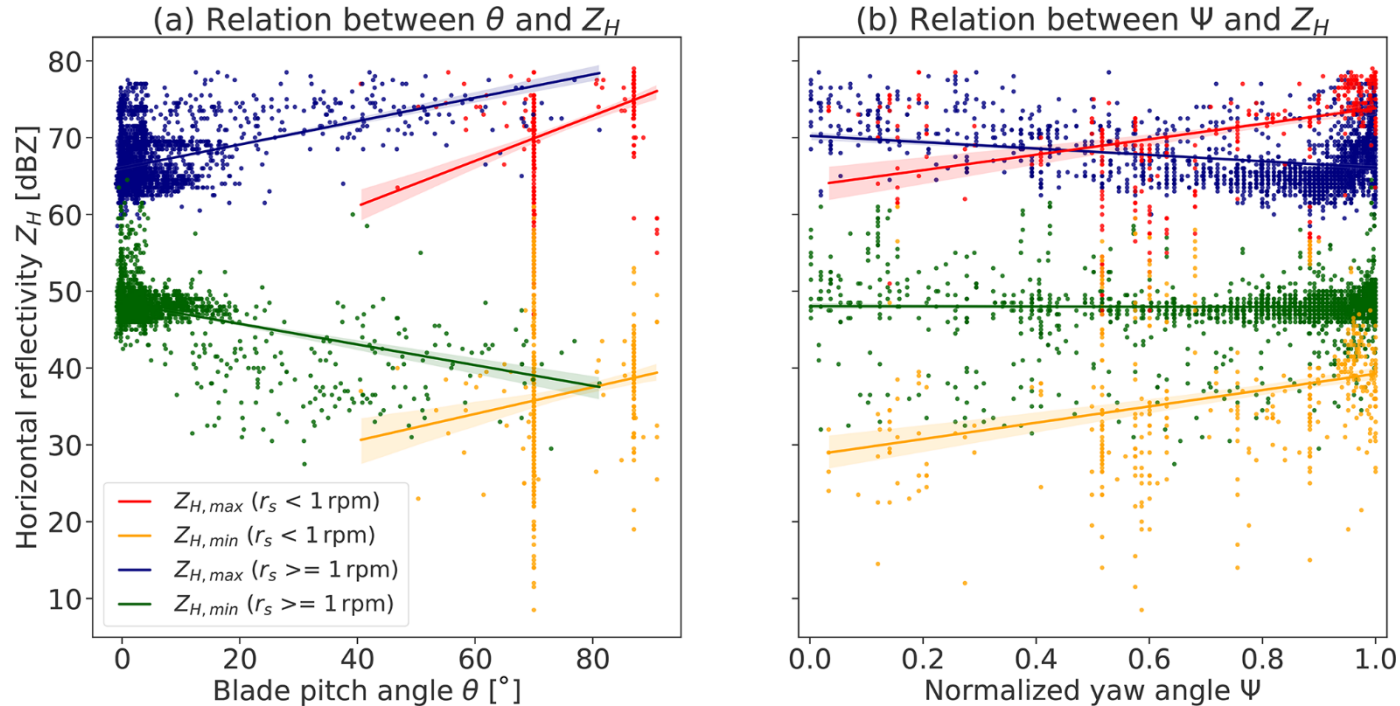 (a) Relation between θ and Z_H
(b) Relation between Ψ and Z_H
Horizontal reflectivity Z_H [dBZ]
80
70
60
50
40
30
20
10
Z_H,max (r_s < 1 rpm)
Z_H,min (r_s < 1 rpm)
Z_H,max (r_s >= 1 rpm)
Z_H,min (r_s >= 1 rpm)
0 20 40 60 80
0.0 0.2 0.4 0.6 0.8 1.0
Blade pitch angle θ [°]
Normalized yaw angle Ψ